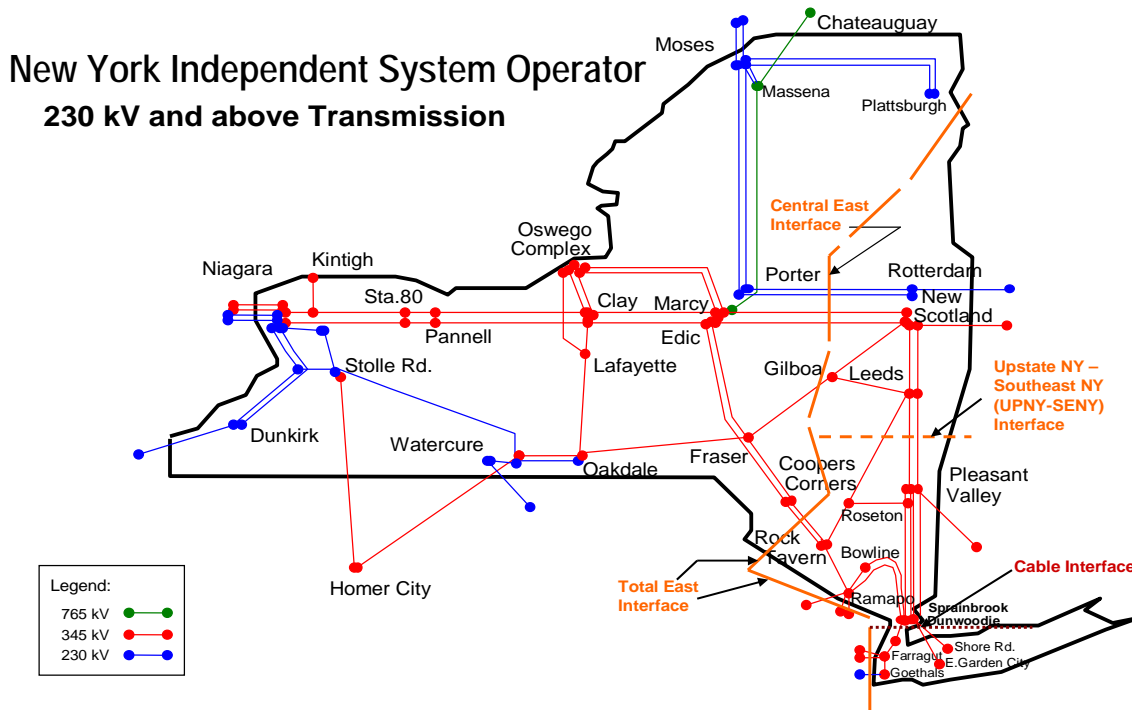 New York Independent System Operator
230 kV and above Transmission
Chateauguay
Moses
Massena
Plattsburgh
Central East
Interface
Oswego
Complex
Kintigh
Niagara
Porter
Rotterdam
Sta.80
Clay
Marcy
New
Scotland
Pannell
Edic
Stolle Rd.
Lafayette
Gilboa
Leeds
Upstate NY –
Southeast NY
(UPNY-SENY)
Interface
Dunkirk
Watercure
Oakdale
Fraser
Coopers
Corners
Pleasant
Valley
Roseton
Rock
Tavern
Bowline
Homer City
Total East
Interface
Ramapo
Cable Interface
Sprainbrook
Dunwoodie
Shore Rd.
Farragut
E.Garden City
Goethals
Legend:
765 kV
345 kV
230 kV